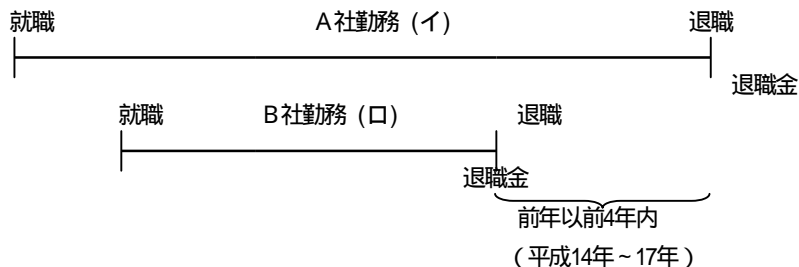 就職 A社勤務 (イ) 退職
退職金
就職 B社勤務 (ロ) 退職
退職金
前年以前4年内
(平成14年~17年)